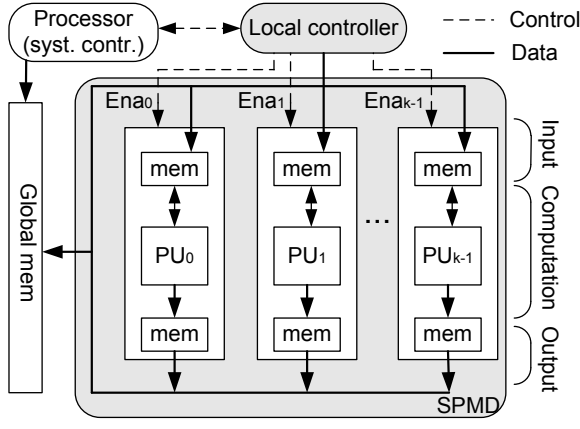 Processor
(syst. contr.)
Local controller
Control
Data
Ena0
Ena1
Enak-1
Global mem
mem
mem
mem
PU0
PU1
...
PUk-1
mem
mem
mem
SPMD
Input
Computation
Output